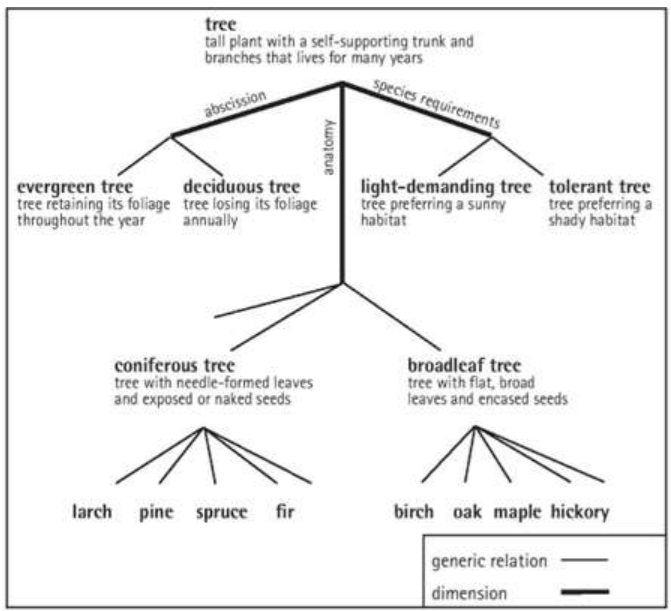 tree
tall plant with a self-supporting trunk and
branches that lives for many years
abscission
anatomy
species requirements
evergreen tree
tree retaining its foliage
throughout the year
deciduous tree
tree losing its foliage
annually
light-demanding tree
tree preferring a sunny
habitat
tolerant tree
tree preferring a
shady habitat
coniferous tree
tree with needle-formed leaves
and exposed or naked seeds
broadleaf tree
tree with flat, broad
leaves and encased seeds
larch pine spruce fir
birch oak maple hickory
generic relation
dimension